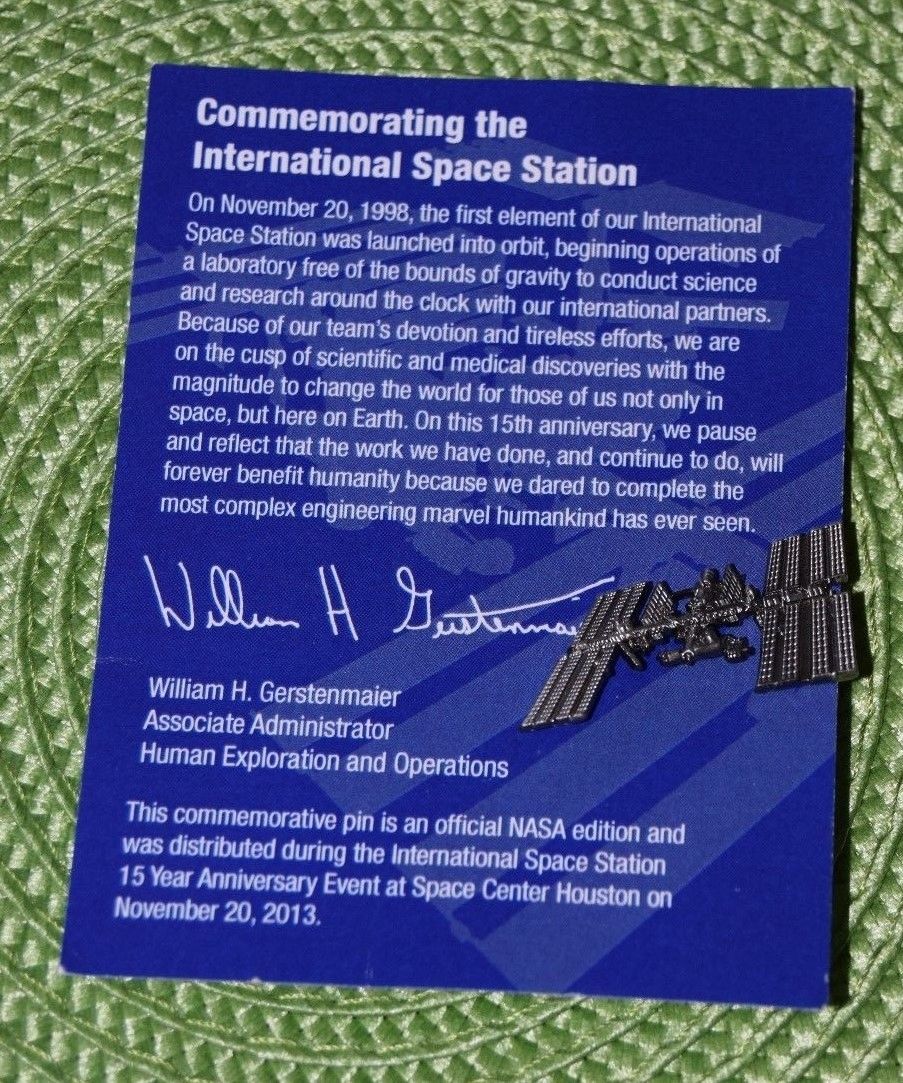 Commemorating the
International Space Station
On November 20, 1998, the first element of our International
Space Station was launched into orbit, beginning operations of
a laboratory free of the bounds of gravity to conduct science
and research around the clock with our international partners.
Because of our team's devotion and tireless efforts, we are
on the cusp of scientific and medical discoveries with the
magnitude to change the world for those of us not only in
space, but here on Earth. On this 15th anniversary, we pause
and reflect that the work we have done, and continue to do, will
forever benefit humanity because we dared to complete the
most complex engineering marvel humankind has ever seen.
William H Gerstenmai
William H. Gerstenmaier
Associate Administrator
Human Exploration and Operations
This commemorative pin is an official NASA edition and
was distributed during the International Space Station
15 Year Anniversary Event at Space Center Houston on
November 20, 2013.